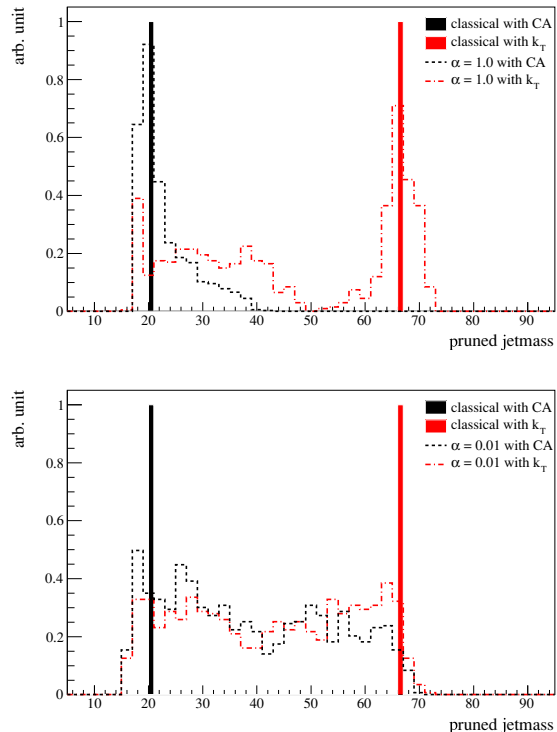 arb. unit
1
0.8
0.6
0.4
0.2
0
classical with CA
classical with k_T
α = 1.0 with CA
α = 1.0 with k_T
10 20 30 40 50 60 70 80 90
pruned jetmass
arb. unit
1
0.8
0.6
0.4
0.2
0
classical with CA
classical with k_T
α = 0.01 with CA
α = 0.01 with k_T
10 20 30 40 50 60 70 80 90
pruned jetmass